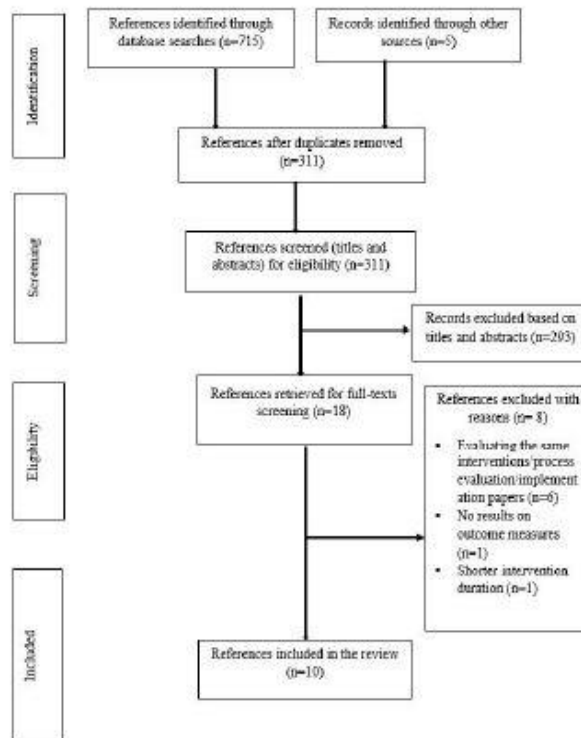 References identified through
database searches (n=715)
Records identified through other
sources (n=5)
Identification
References after duplicates removed
(n=311)
Screening
References screened (titles and
abstracts) for eligibility (n=311)
Records excluded based on
titles and abstracts (n=293)
Eligibility
References retrieved for full-texts
screening (n=18)
References excluded with
reasons (n= 8)
▪ Evaluating the same
interventions/process
evaluation/implement
ation papers (n=6)
▪ No results on
outcome measures
(n=1)
▪ Shorter intervention
duration (n=1)
Included
References included in the review
(n=10)